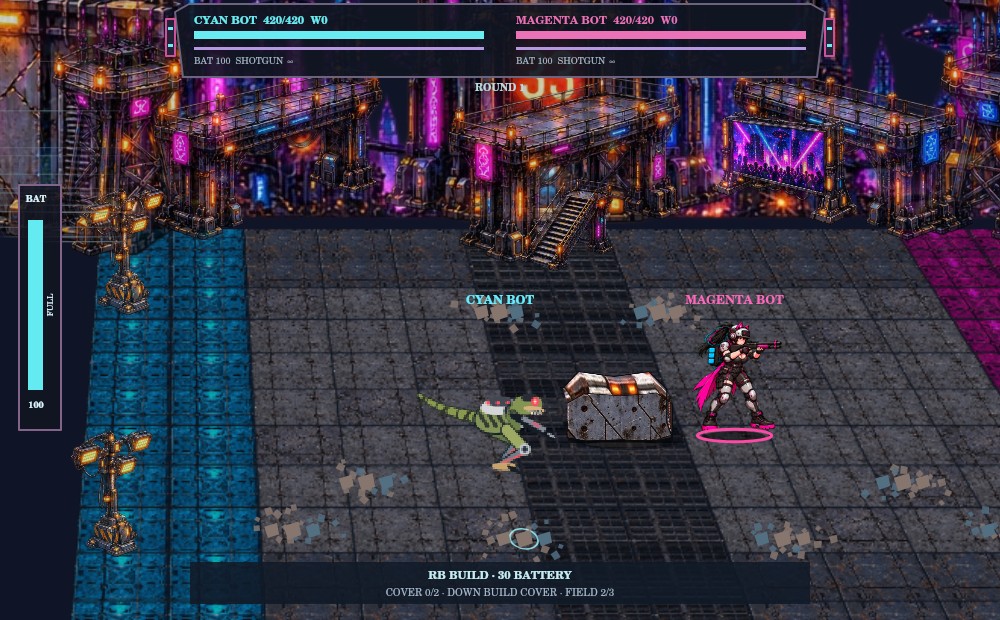 CYAN BOT 420/420 W0
MAGENTA BOT 420/420 W0
BAT 100 SHOTGUN ∞
BAT 100 SHOTGUN ∞
ROUND 1
BAT
FULL
100
CYAN BOT
MAGENTA BOT
RB BUILD · 30 BATTERY
COVER 0/2 · DOWN BUILD COVER · FIELD 2/3